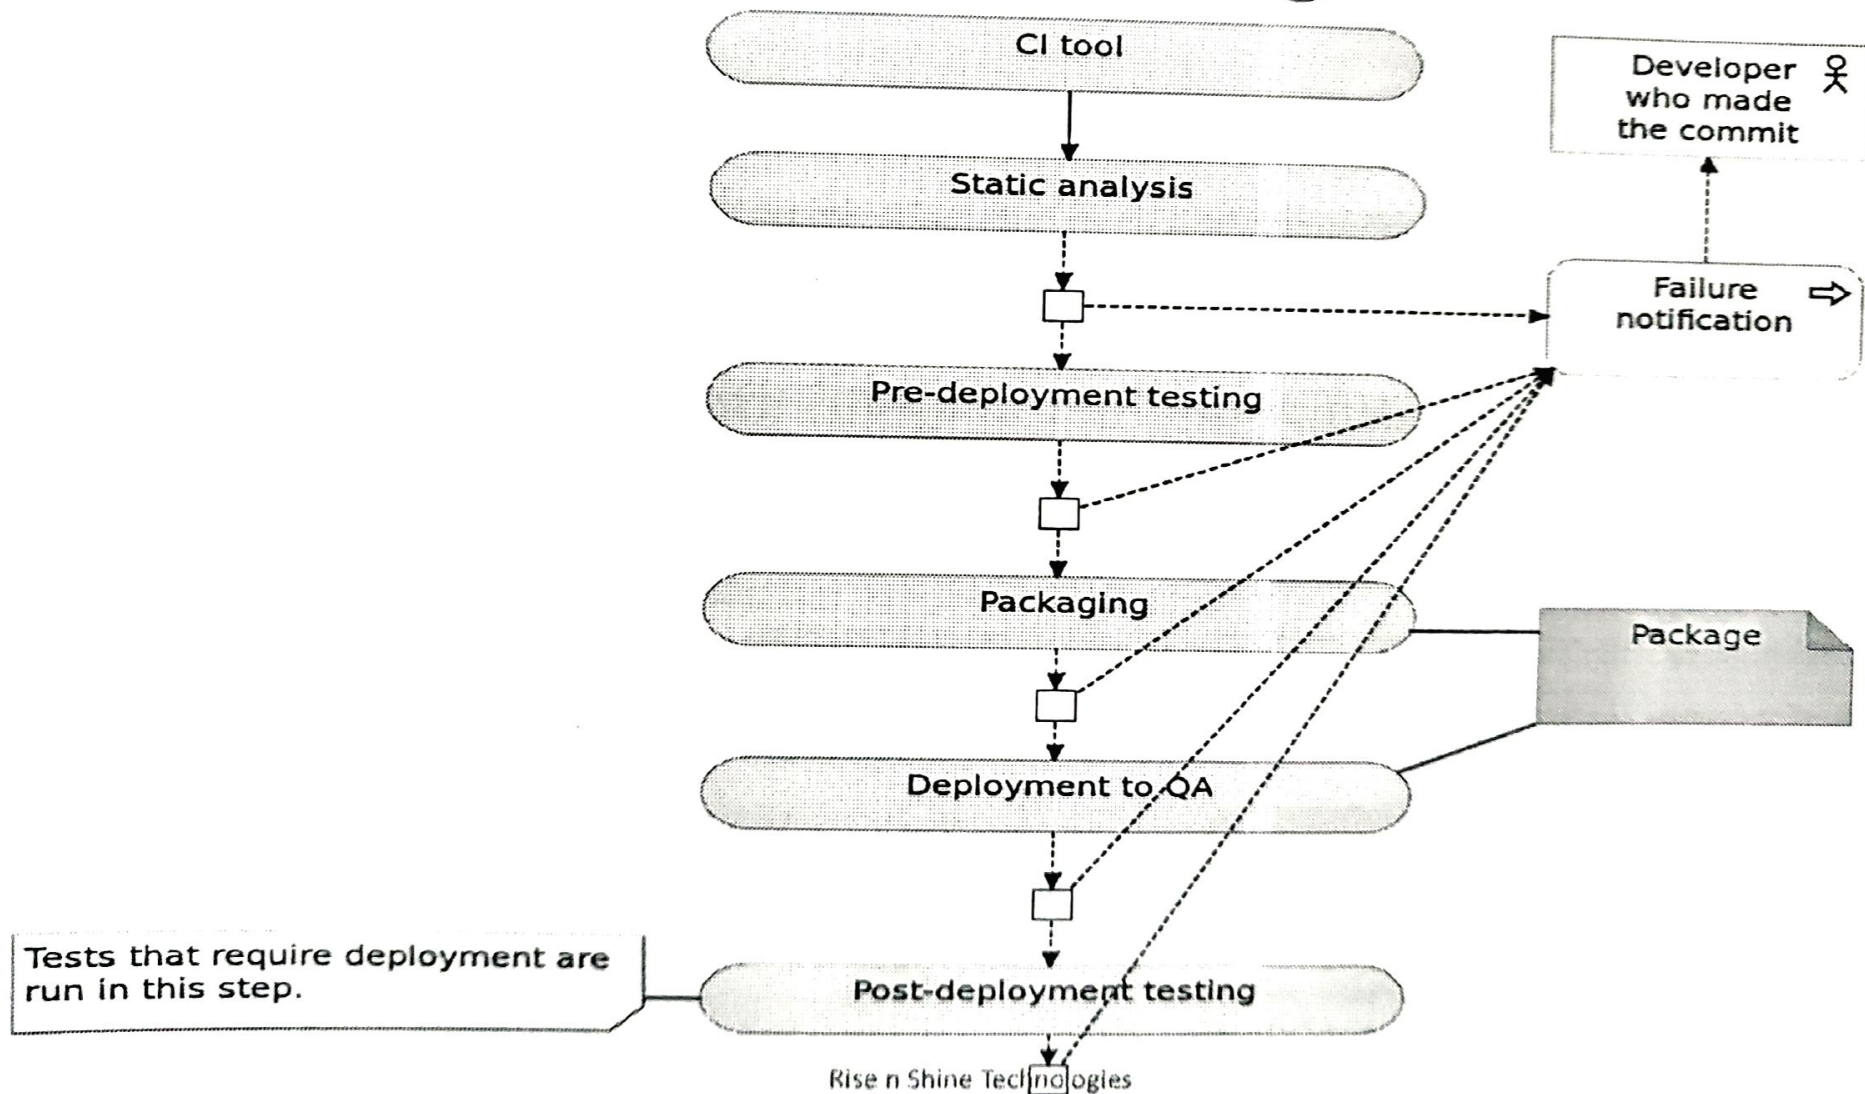 CI tool
Developer
who made
the commit
Static analysis
Failure
notification
Pre-deployment testing
Packaging
Package
Deployment to QA
Tests that require deployment are
run in this step.
Post-deployment testing
Rise n Shine Technologies